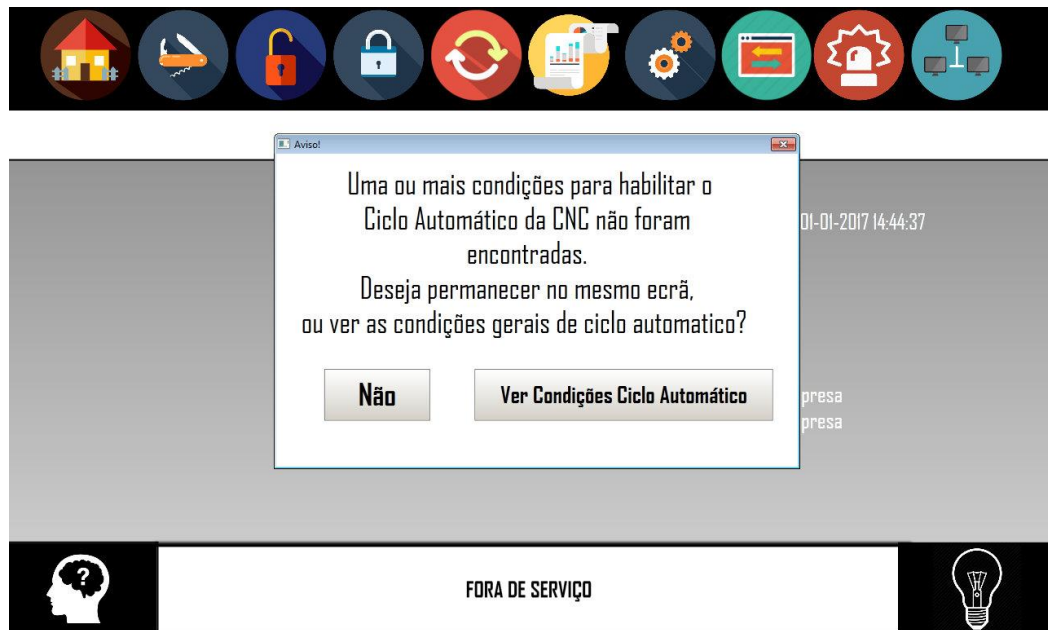 Aviso!
Uma ou mais condições para habilitar o
Ciclo Automático da CNC não foram
encontradas.
Deseja permanecer no mesmo ecrã,
ou ver as condições gerais de ciclo automatico?
01-01-2017 14:44:37
Não
Ver Condições Ciclo Automático
presa
presa
?
FORA DE SERVIÇO